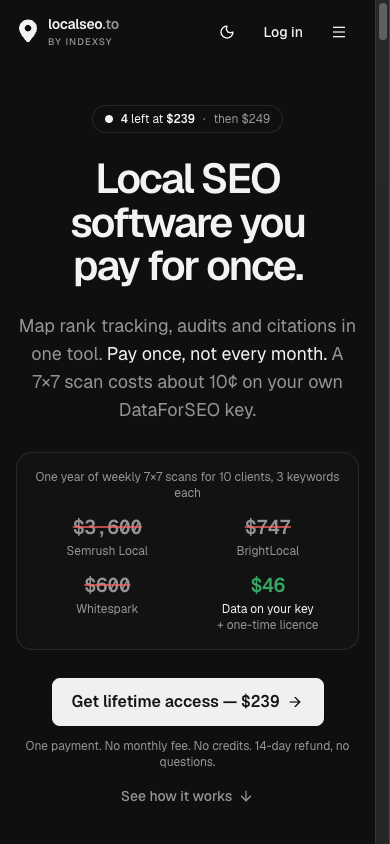 localseo.to
BY INDEXSY
Log in
4 left at $239 · then $249
Local SEO
software you
pay for once.
Map rank tracking, audits and citations in
one tool. Pay once, not every month. A
7×7 scan costs about 10¢ on your own
DataForSEO key.
One year of weekly 7×7 scans for 10 clients, 3 keywords
each
$3,600
Semrush Local
$747
BrightLocal
$600
Whitespark
$46
Data on your key
+ one-time licence
Get lifetime access — $239 →
One payment. No monthly fee. No credits. 14-day refund, no
questions.
See how it works ↓